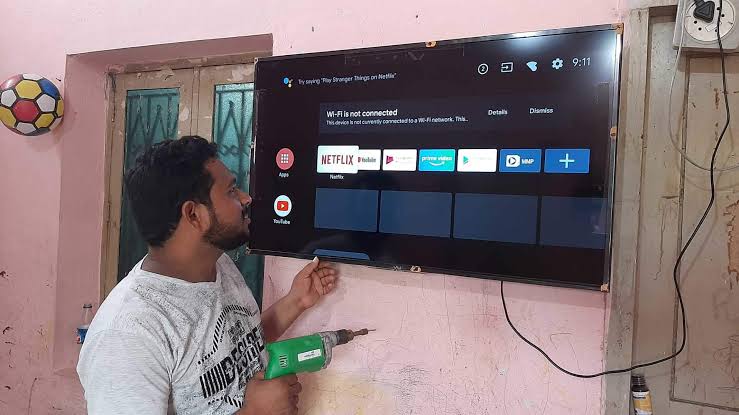 Try saying "Play Stranger Things on Netflix"
9:11
Wi-Fi is not connected
This device is not currently connected to a Wi-Fi network. This..
Details
Dismiss
Apps
NETFLIX
YouTube
prime video
MMP
Netflix
YouTube